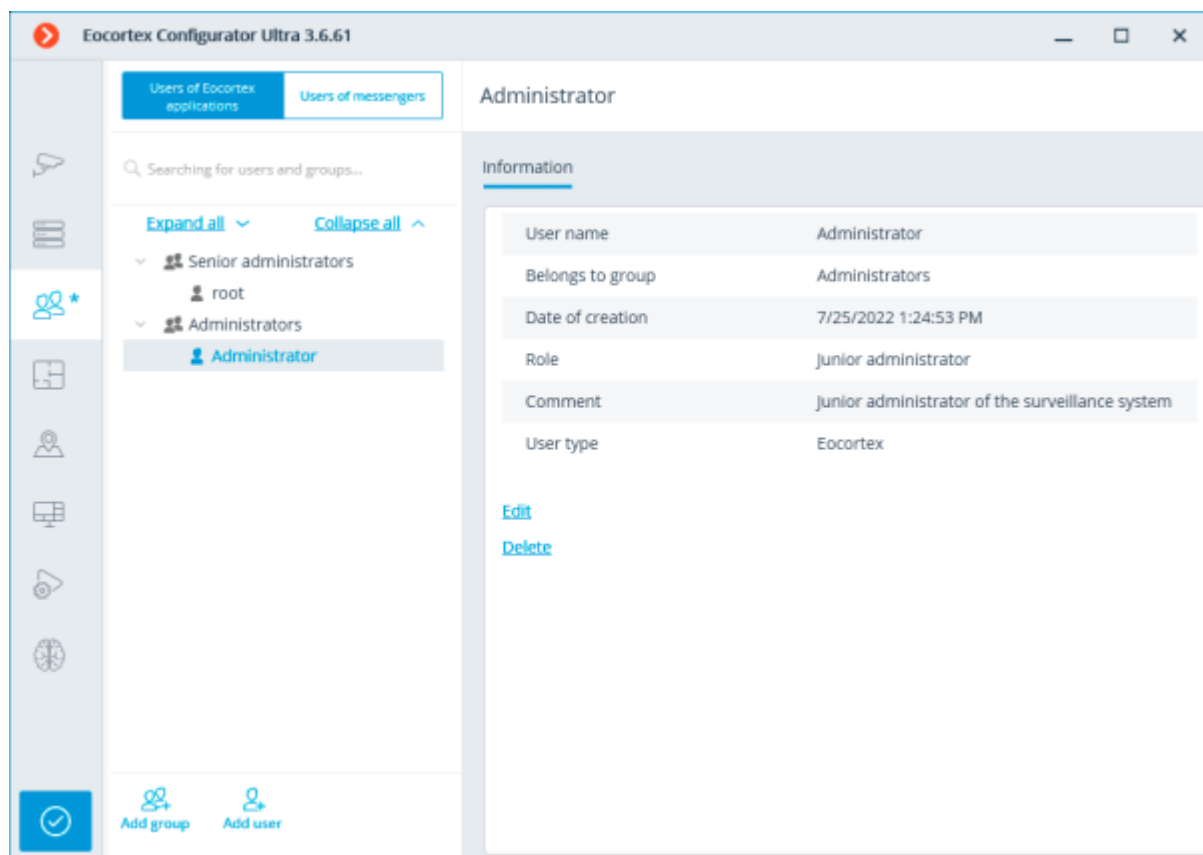 Eocortex Configurator Ultra 3.6.61
Users of Eocortex
applications
Users of messengers
Searching for users and groups...
Expand all
Collapse all
Senior administrators
root
Administrators
Administrator
Add group
Add user
Administrator
Information
User name Administrator
Belongs to group Administrators
Date of creation 7/25/2022 1:24:53 PM
Role Junior administrator
Comment Junior administrator of the surveillance system
User type Eocortex
Edit
Delete